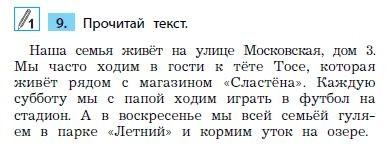 1 9. Прочитай текст.
Наша семья живёт на улице Московская, дом 3.
Мы часто ходим в гости к тёте Тосе, которая
живёт рядом с магазином «Сластёна». Каждую
субботу мы с папой ходим играть в футбол на
стадион. А в воскресенье мы всей семьёй гуля-
ем в парке «Летний» и кормим уток на озере.